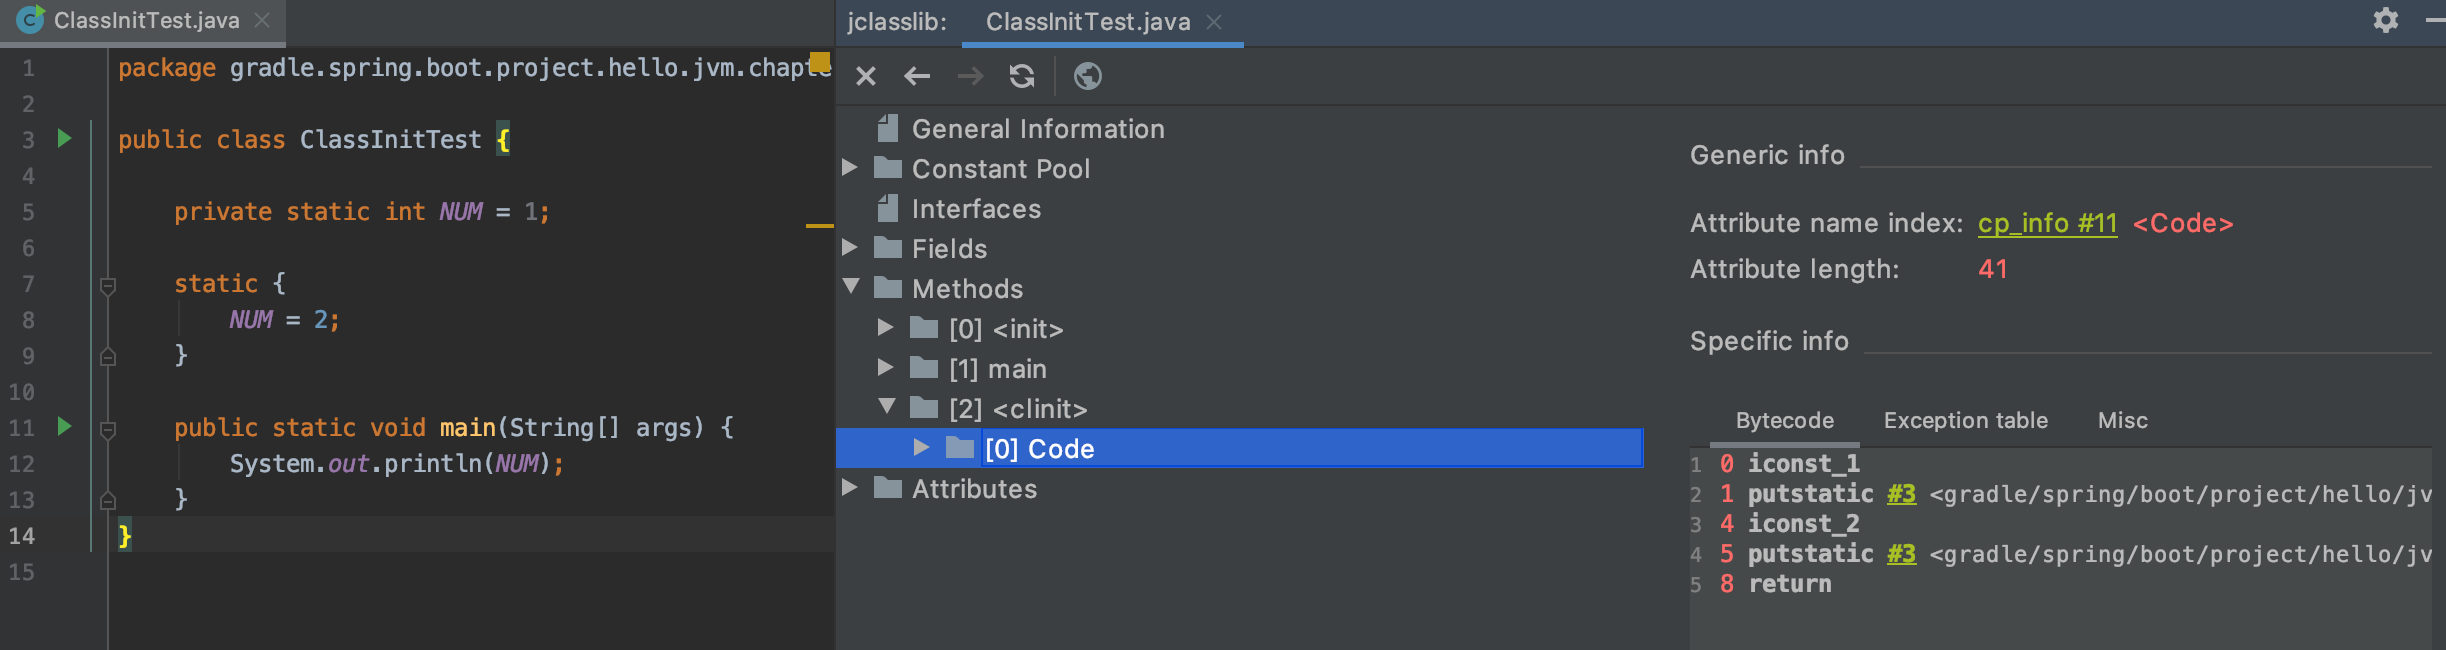 ClassInitTest.java
1 package gradle.spring.boot.project.hello.jvm.chapte
2
3 public class ClassInitTest {
4
5 private static int NUM = 1;
6
7 static {
8 NUM = 2;
9 }
10
11 public static void main(String[] args) {
12 System.out.println(NUM);
13 }
14 }
15
jclasslib: ClassInitTest.java
General Information
Constant Pool
Interfaces
Fields
Methods
[0] <init>
[1] main
[2] <clinit>
[0] Code
Attributes
Generic info
Attribute name index: cp_info #11 <Code>
Attribute length: 41
Specific info
Bytecode Exception table Misc
1 0 iconst_1
2 1 putstatic #3 <gradle/spring/boot/project/hello/jv
3 4 iconst_2
4 5 putstatic #3 <gradle/spring/boot/project/hello/jv
5 8 return